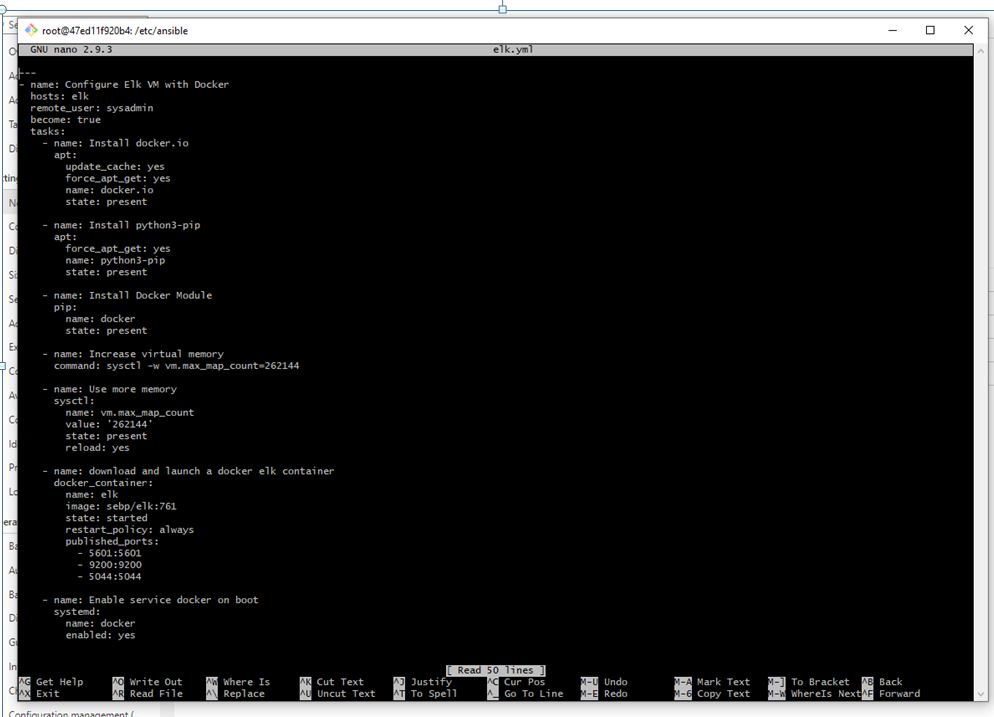 root@47ed11f920b4: /etc/ansible
GNU nano 2.9.3 elk.yml
---
- name: Configure Elk VM with Docker
  hosts: elk
  remote_user: sysadmin
  become: true
  tasks:
    - name: Install docker.io
      apt:
        update_cache: yes
        force_apt_get: yes
        name: docker.io
        state: present

    - name: Install python3-pip
      apt:
        force_apt_get: yes
        name: python3-pip
        state: present

    - name: Install Docker Module
      pip:
        name: docker
        state: present

    - name: Increase virtual memory
      command: sysctl -w vm.max_map_count=262144

    - name: Use more memory
      sysctl:
        name: vm.max_map_count
        value: '262144'
        state: present
        reload: yes

    - name: download and launch a docker elk container
      docker_container:
        name: elk
        image: sebp/elk:761
        state: started
        restart_policy: always
        published_ports:
          - 5601:5601
          - 9200:9200
          - 5044:5044

    - name: Enable service docker on boot
      systemd:
        name: docker
        enabled: yes

[ Read 50 lines ]
^G Get Help ^O Write Out ^W Where Is ^K Cut Text ^J Justify ^C Cur Pos M-U Undo M-A Mark Text M-] To Bracket ^B Back
^X Exit ^R Read File ^\ Replace ^U Uncut Text ^T To Spell ^_ Go To Line M-E Redo M-6 Copy Text M-W WhereIs Next ^F Forward
Configuration management (